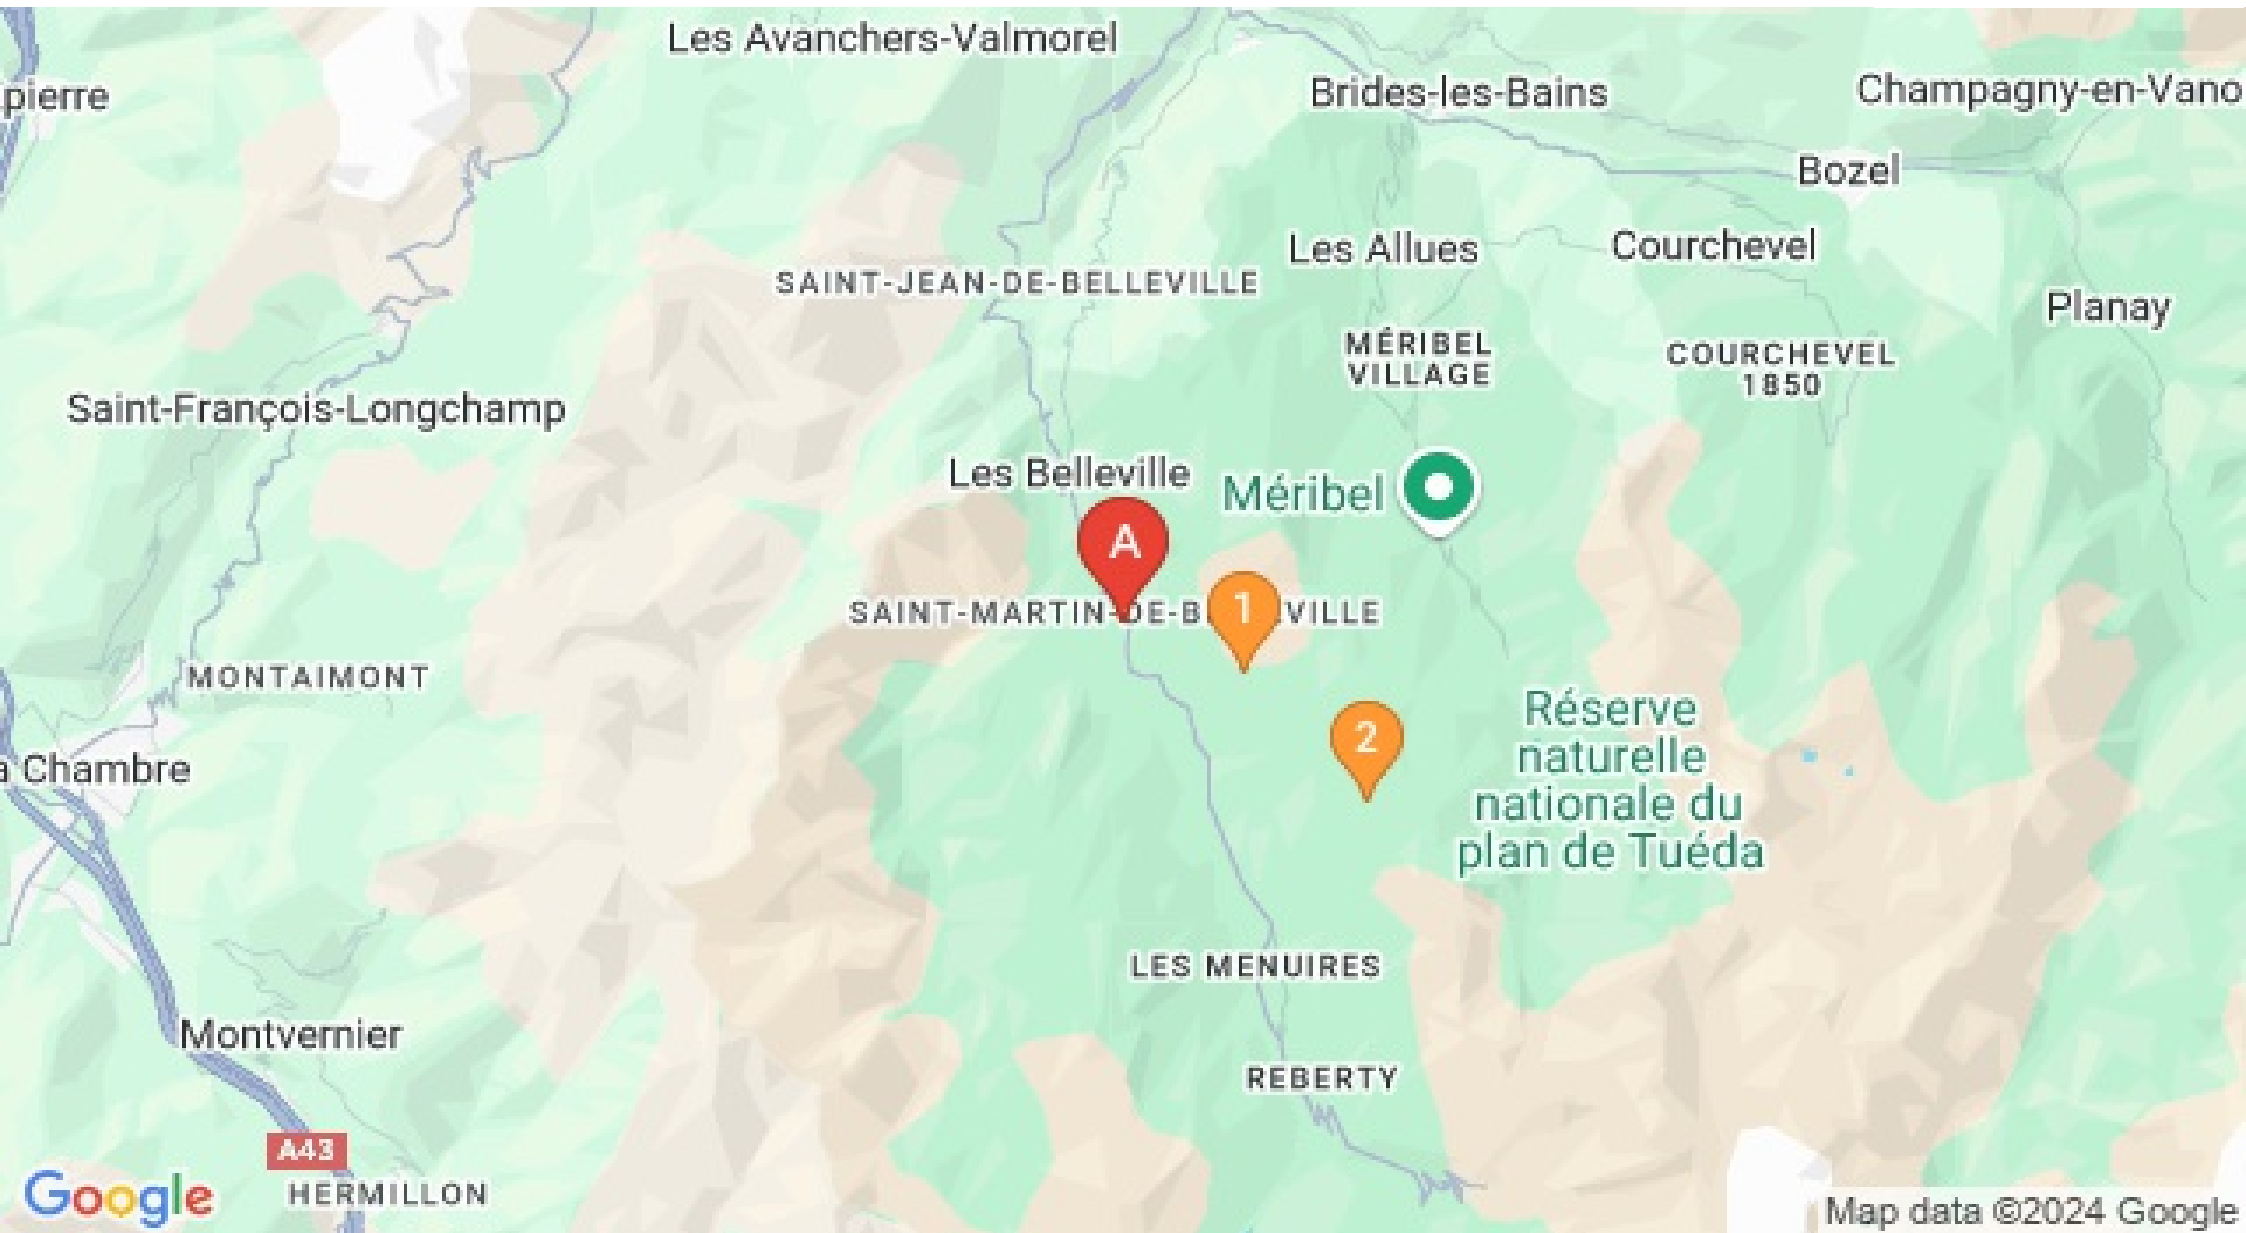 Les Avanchers-Valmorel
pierre
Brides-les-Bains
Champagny-en-Vano
Bozel
Les Allues
Courchevel
SAINT-JEAN-DE-BELLEVILLE
Planay
MÉRIBEL
VILLAGE
COURCHEVEL
1850
Saint-François-Longchamp
Les Belleville
Méribel
A
SAINT-MARTIN-DE-B VILLE
1
MONTAIMONT
2
Réserve
naturelle
nationale du
plan de Tuéda
a Chambre
LES MENUIRES
Montvernier
REBERTY
A43
Google
HERMILLON
Map data ©2024 Google